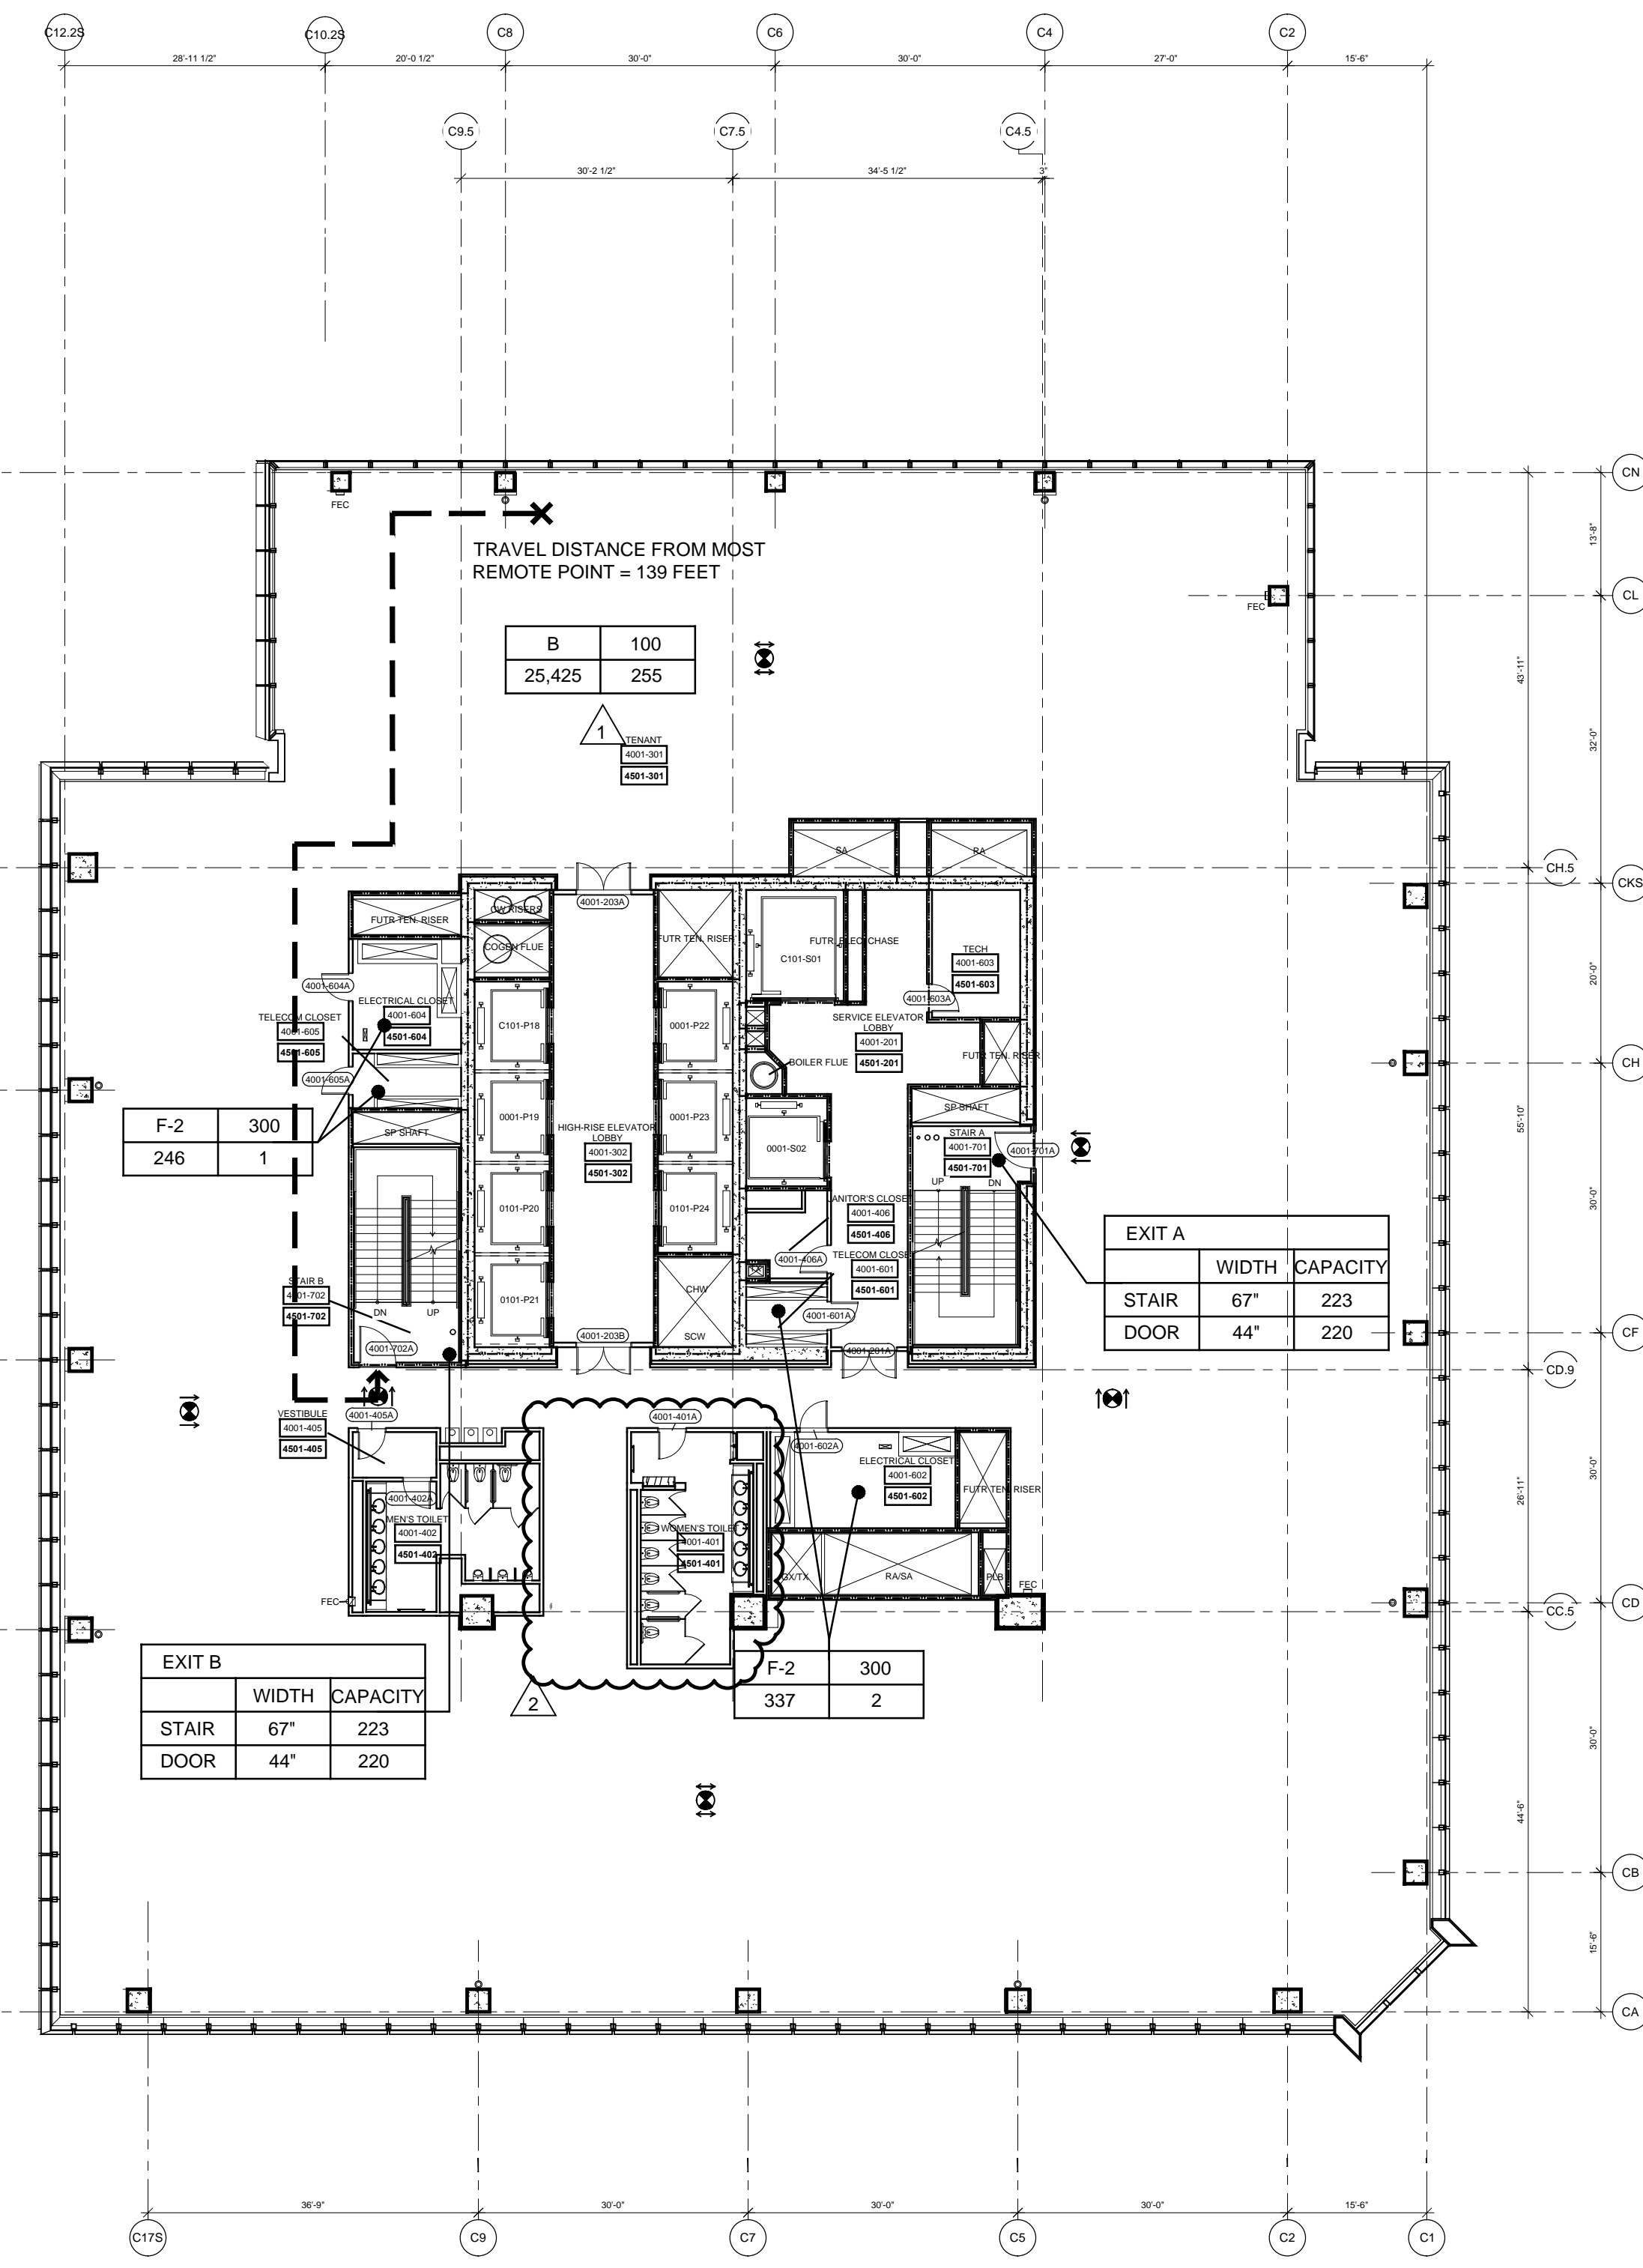 C12.2S
C10.2S
C8
C6
C4
C2
28'-11 1/2"
20'-0 1/2"
30'-0"
30'-0"
27'-0"
15'-6"
C9.5
C7.5
C4.5
30'-2 1/2"
34'-5 1/2"
3"
CN
FEC
TRAVEL DISTANCE FROM MOST
REMOTE POINT = 139 FEET
13'-8"
CL
FEC
B 100
25,425 255
43'-11"
1
TENANT
4001-301
4501-301
32'-0"
SA
RA
CH.5
CKS
4001-203A
FUTR TEN. RISER
CW RISERS
COGEN FLUE
FUTR TEN. RISER
FUTR. ELEC. CHASE
C101-S01
TECH
4001-603
4501-603
4001-603A
20'-0"
4001-604A
ELECTRICAL CLOSET
4001-604
4501-604
TELECOM CLOSET
4001-605
4501-605
4001-605A
C101-P18
0001-P22
SERVICE ELEVATOR
LOBBY
4001-201
4501-201
FUTR TEN. RISER
BOILER FLUE
CH
F-2 300
246 1
SP SHAFT
0001-P19
HIGH-RISE ELEVATOR
LOBBY
4001-302
4501-302
0001-P23
0001-S02
SP SHAFT
STAIR A
4001-701
4501-701
4001-701A
UP
DN
55'-10"
30'-0"
0101-P20
0101-P24
JANITOR'S CLOSET
4001-406
4501-406
4001-406A
TELECOM CLOSET
4001-601
4501-601
4001-601A
EXIT A
WIDTH CAPACITY
STAIR 67" 223
DOOR 44" 220
STAIR B
4001-702
4501-702
DN
UP
4001-702A
0101-P21
CHW
SCW
4001-203B
4001-201A
CF
CD.9
VESTIBULE
4001-405
4501-405
4001-405A
4001-401A
4001-602A
ELECTRICAL CLOSET
4001-602
4501-602
FUTR TEN. RISER
30'-0"
26'-11"
4001-402A
MEN'S TOILET
4001-402
4501-402
WOMEN'S TOILET
4001-401
4501-401
GX/TX
RA/SA
PLB
FEC
FEC
CD
CC.5
EXIT B
WIDTH CAPACITY
STAIR 67" 223
DOOR 44" 220
2
F-2 300
337 2
30'-0"
44'-6"
CB
15'-6"
CA
36'-9"
30'-0"
30'-0"
30'-0"
15'-6"
C17S
C9
C7
C5
C2
C1